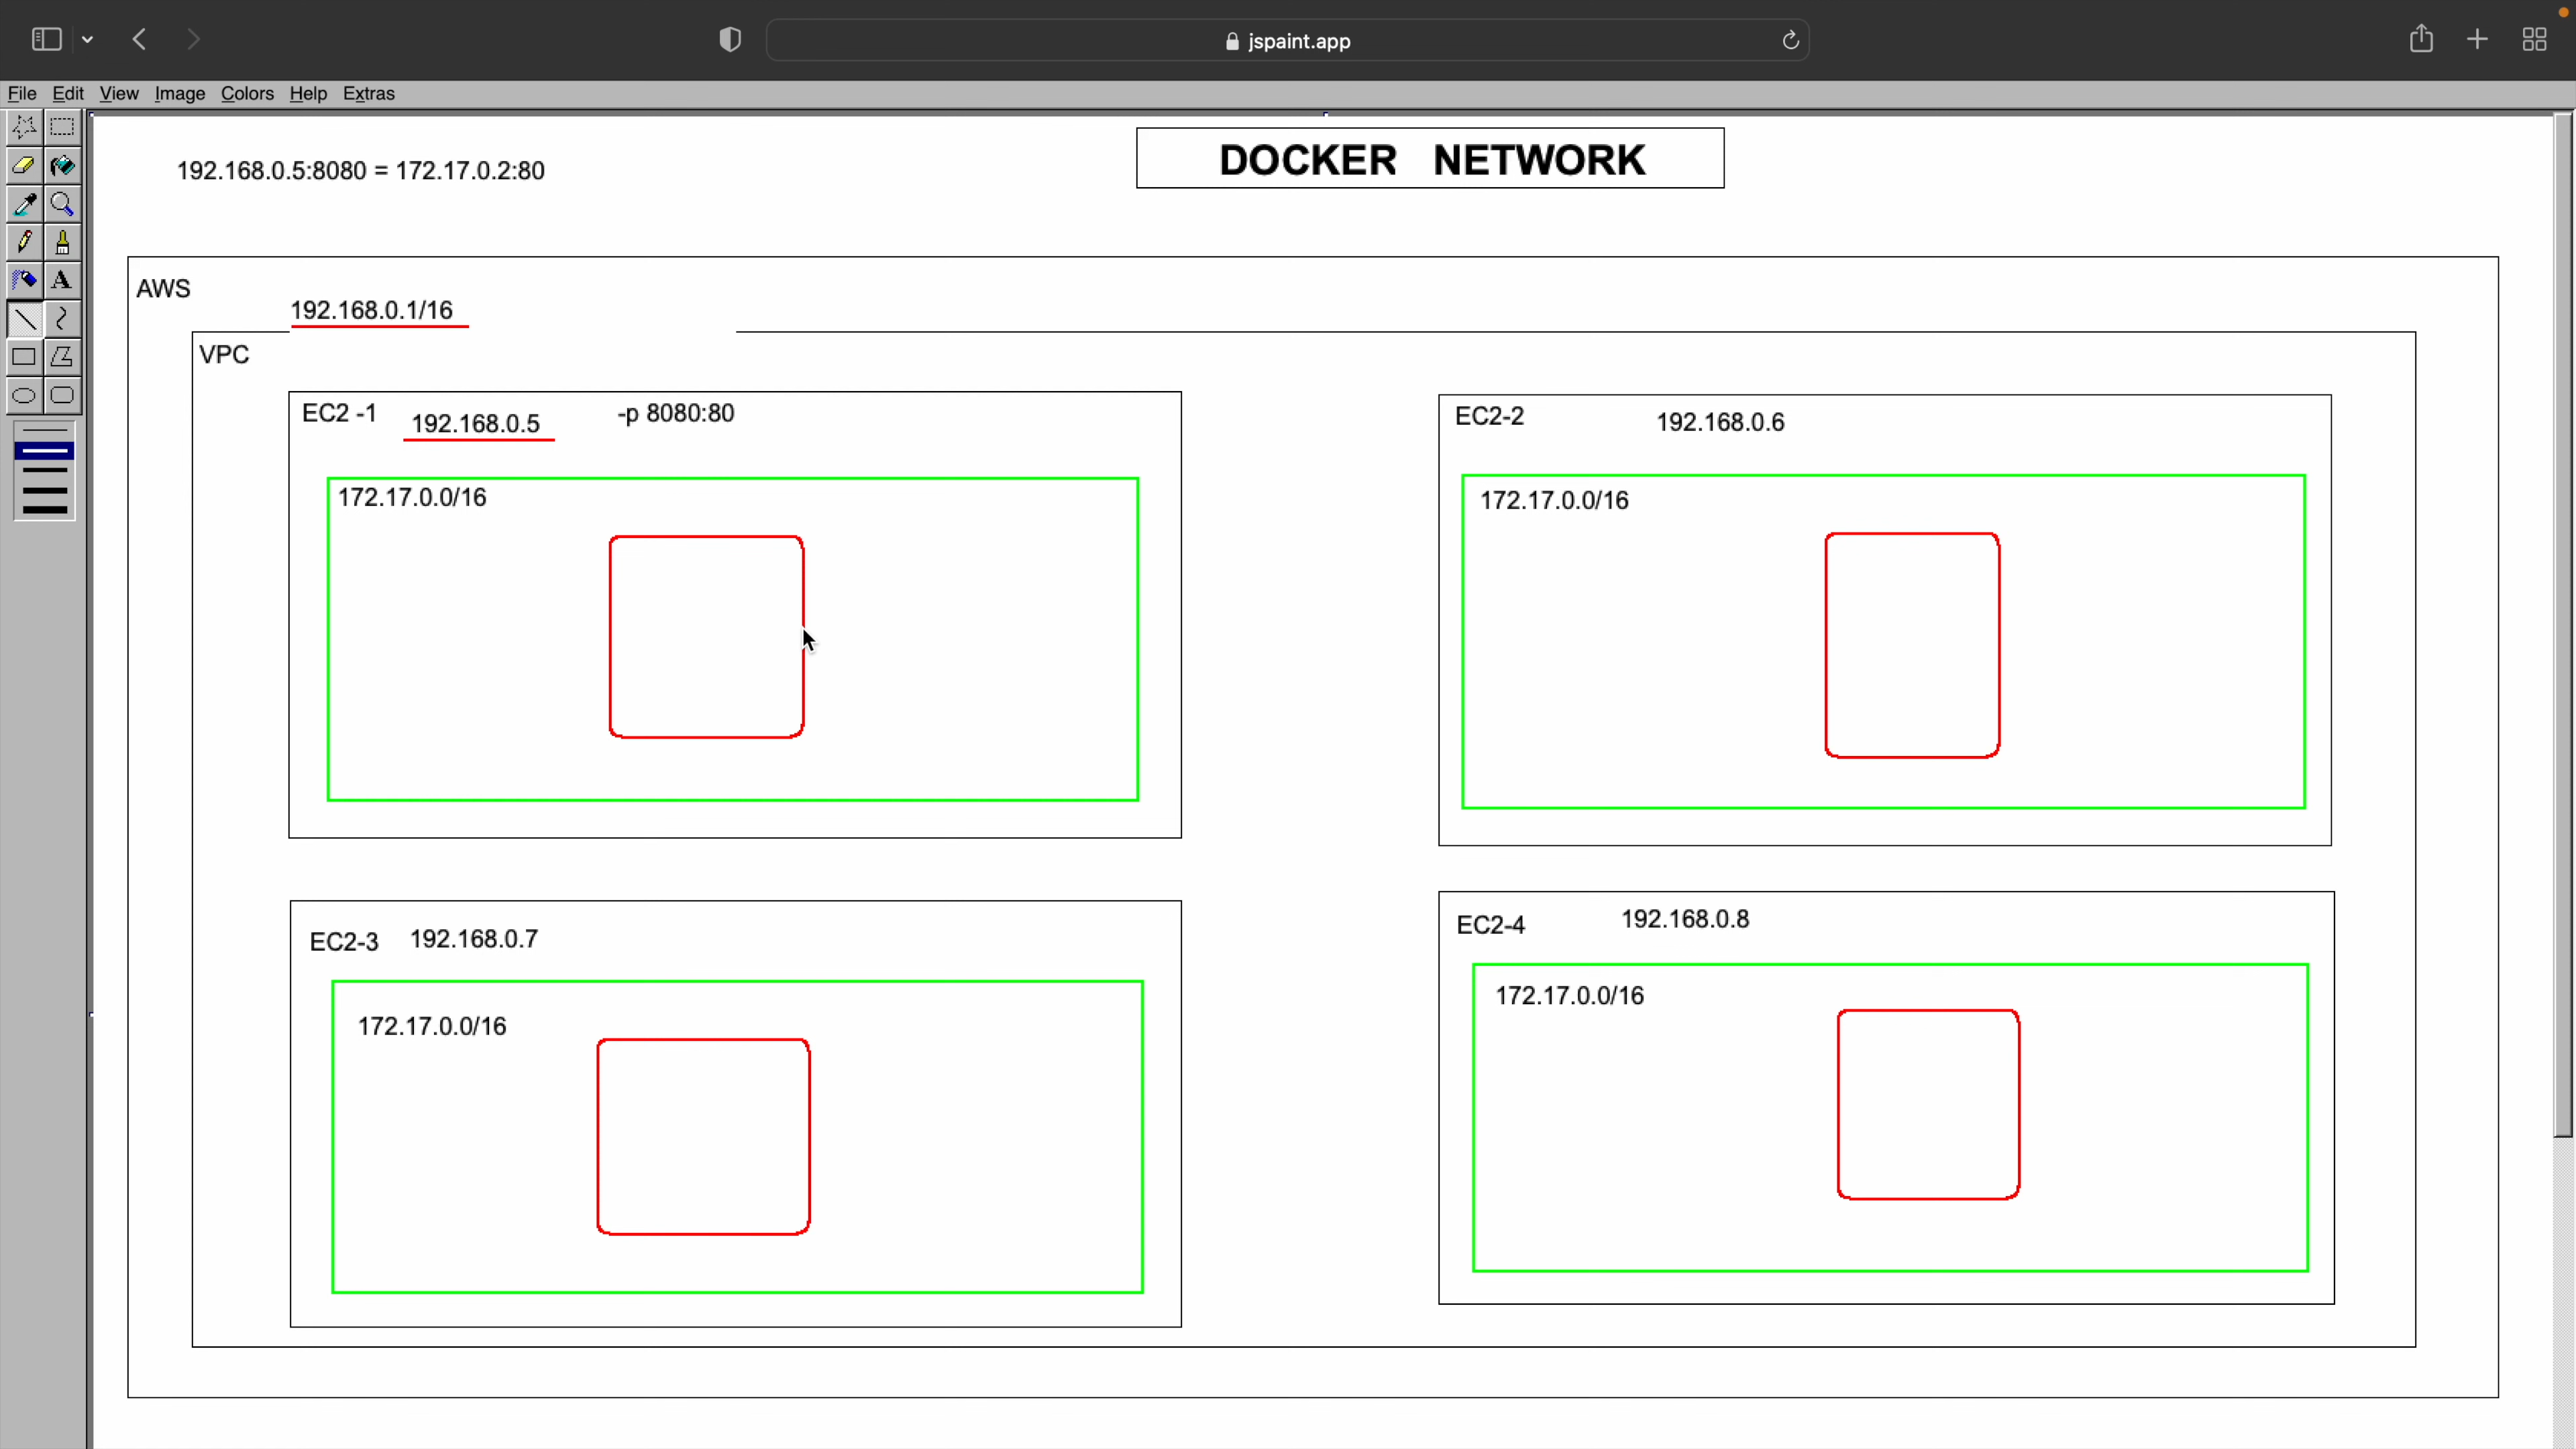 jspaint.app
File Edit View Image Colors Help Extras
DOCKER NETWORK
192.168.0.5:8080 = 172.17.0.2:80
AWS
192.168.0.1/16
VPC
EC2 -1 192.168.0.5 -p 8080:80
172.17.0.0/16
EC2-2 192.168.0.6
172.17.0.0/16
EC2-3 192.168.0.7
172.17.0.0/16
EC2-4 192.168.0.8
172.17.0.0/16